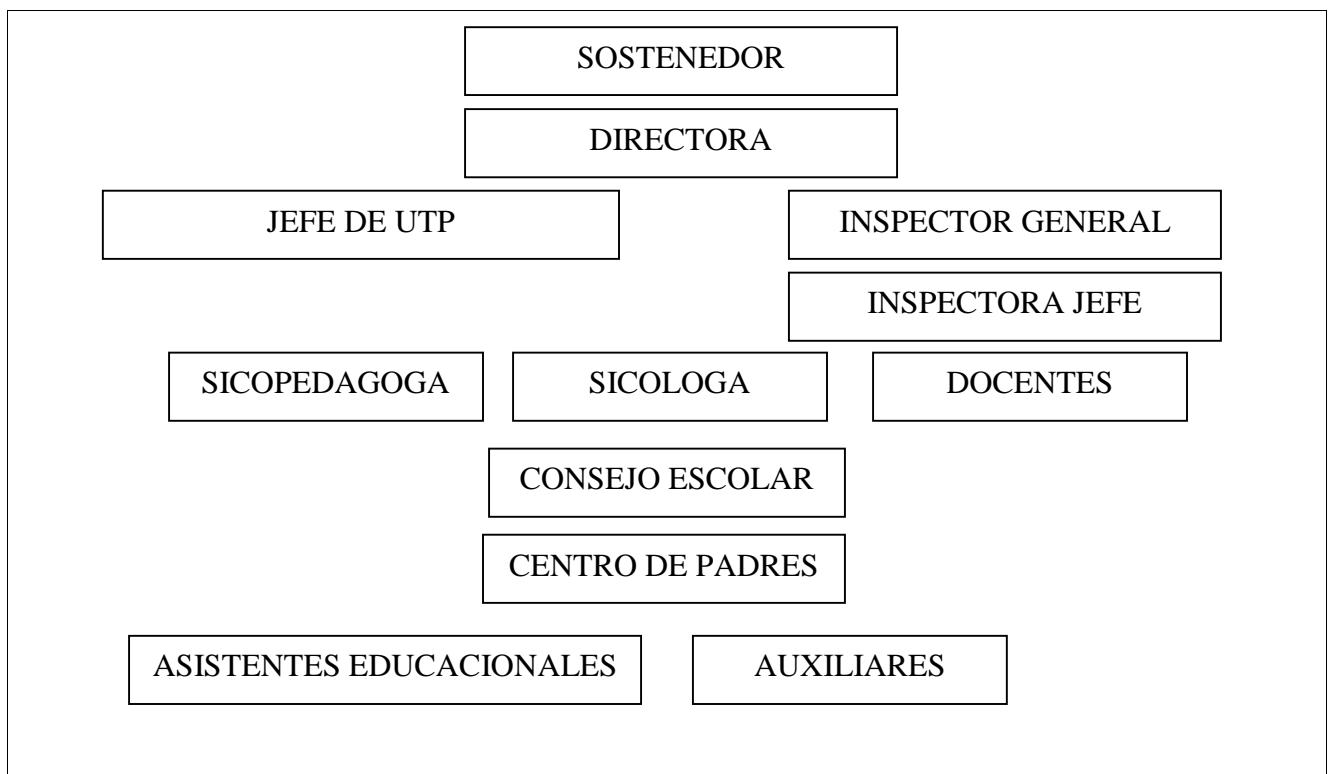 SOSTENEDOR
DIRECTORA
JEFE DE UTP
INSPECTOR GENERAL
INSPECTORA JEFE
SICOPEDAGOGA
SICOLOGA
DOCENTES
CONSEJO ESCOLAR
CENTRO DE PADRES
ASISTENTES EDUCACIONALES
AUXILIARES